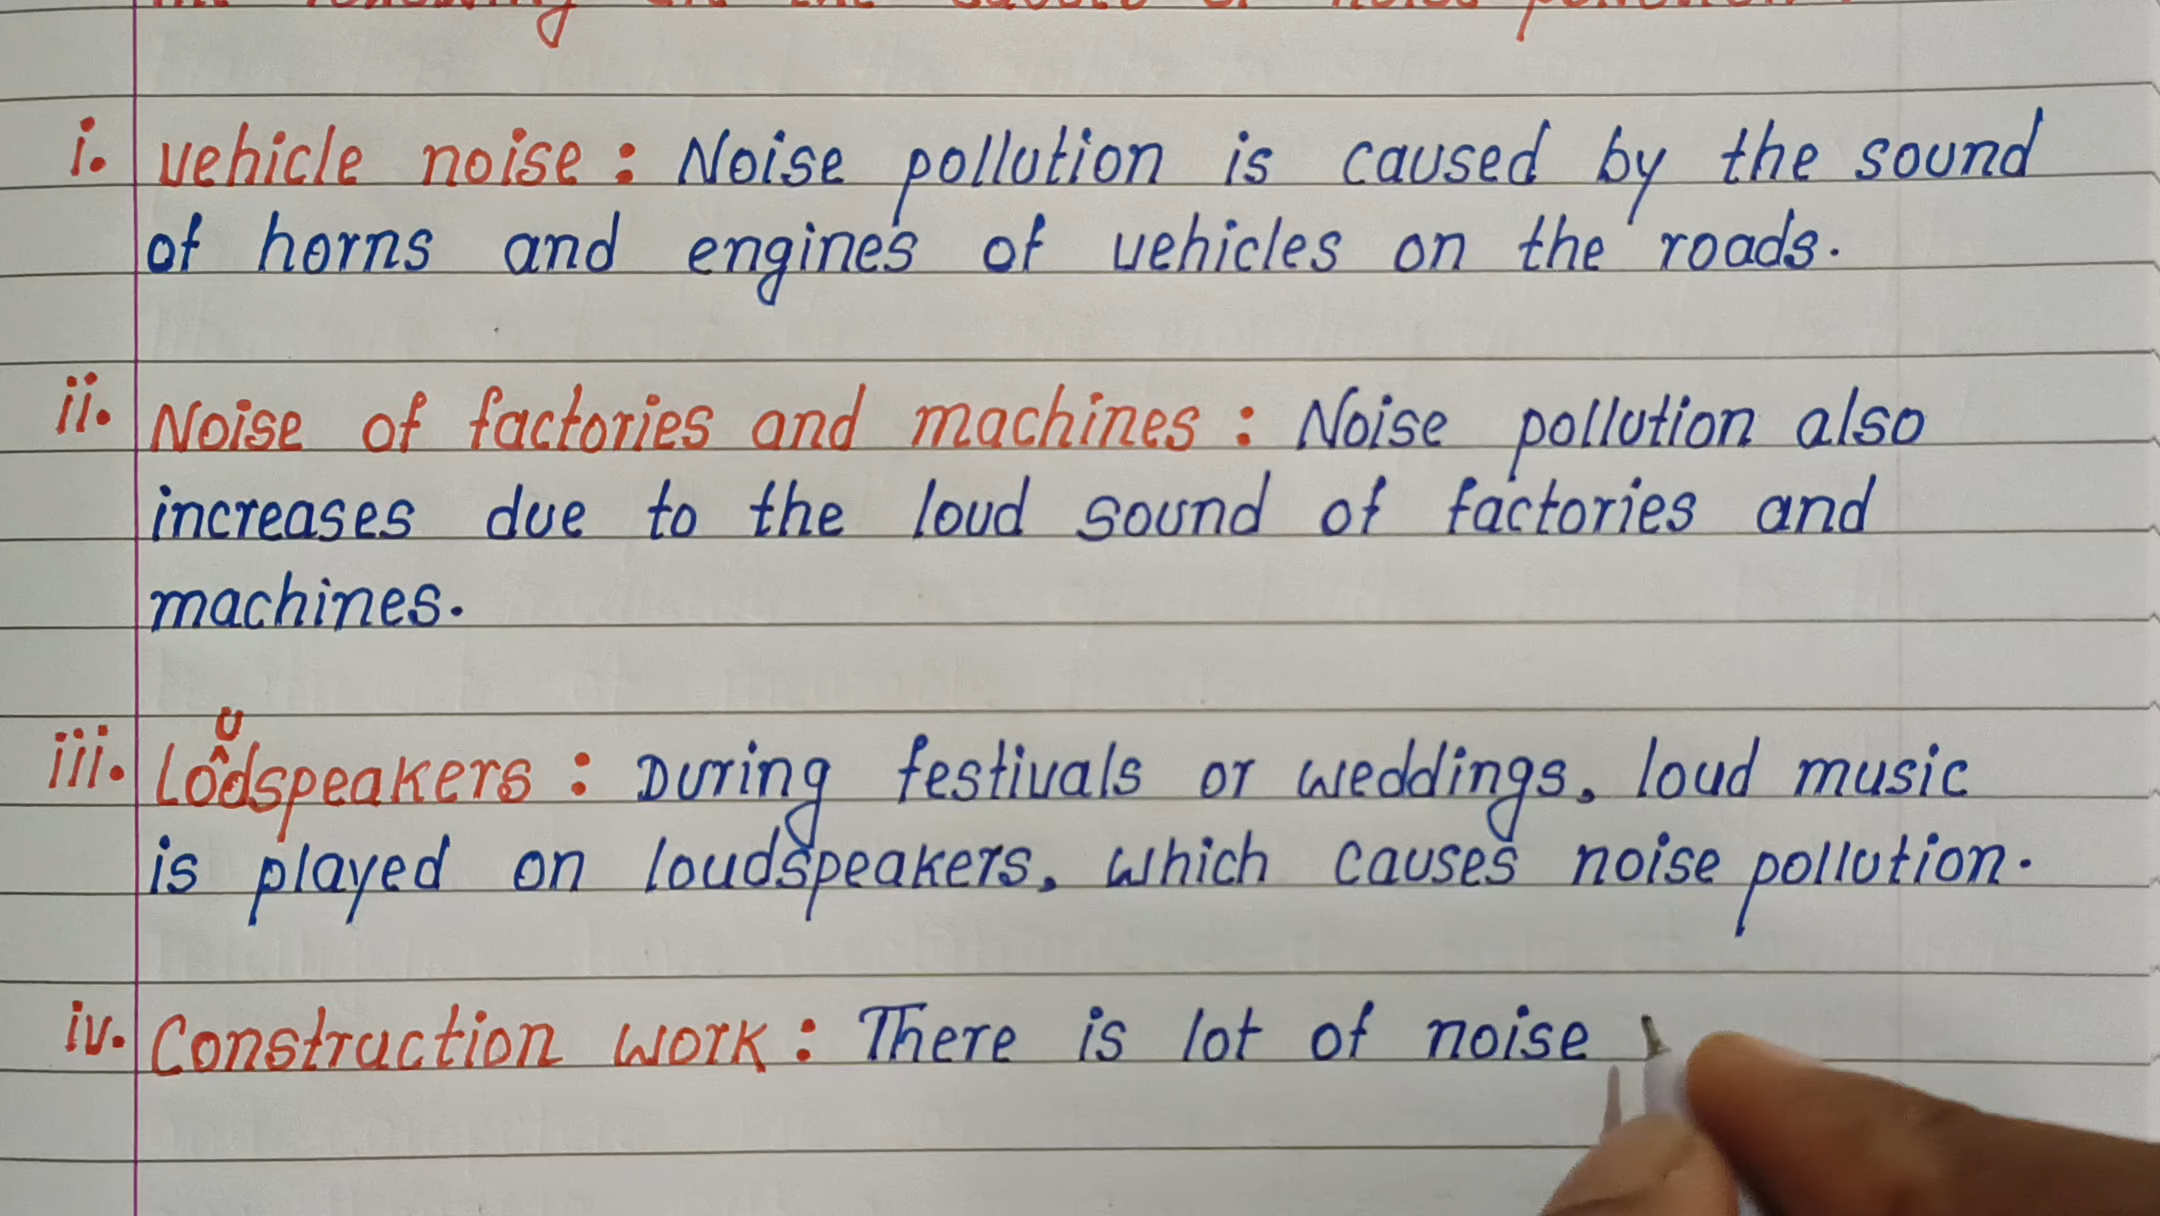 i. vehicle noise : Noise pollution is caused by the sound
of horns and engines of vehicles on the roads.
ii. Noise of factories and machines : Noise pollution also
increases due to the loud sound of factories and
machines.
iii. Loudspeakers : During festivals or weddings, loud music
is played on loudspeakers, which causes noise pollution.
iv. Construction work : There is lot of noise